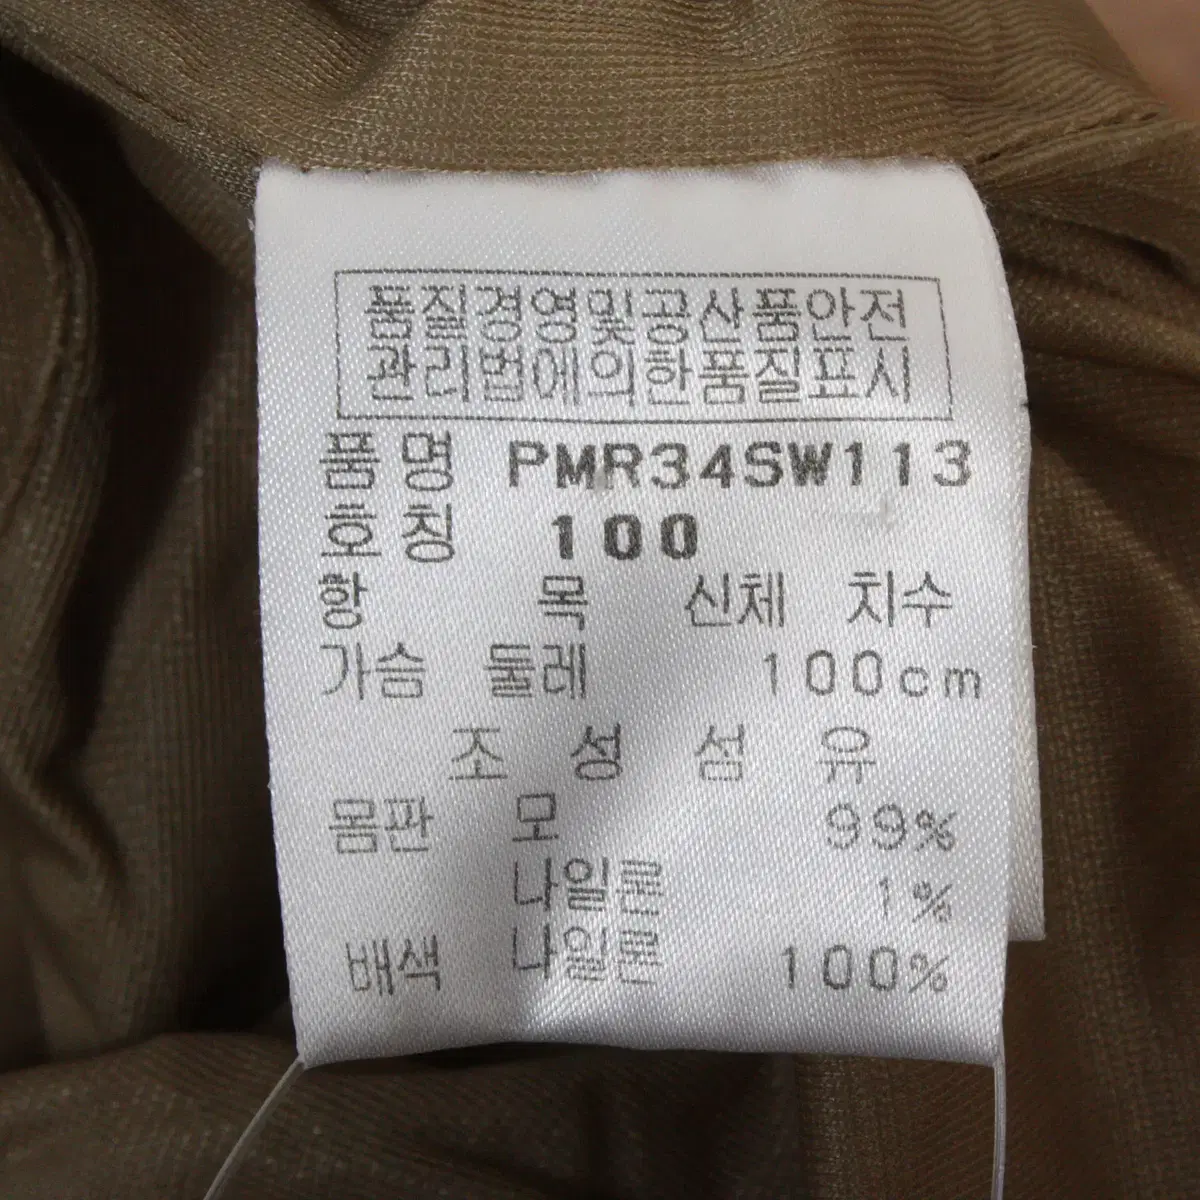 품질경영및공산품안전
관리법에의한품질표시
품 명 PMR34SW113
호 칭 100
항 목 신체 치수
가슴 둘레 100cm
조 성 섬 유
몸판 모 99%
나일론 1%
배색 나일론 100%